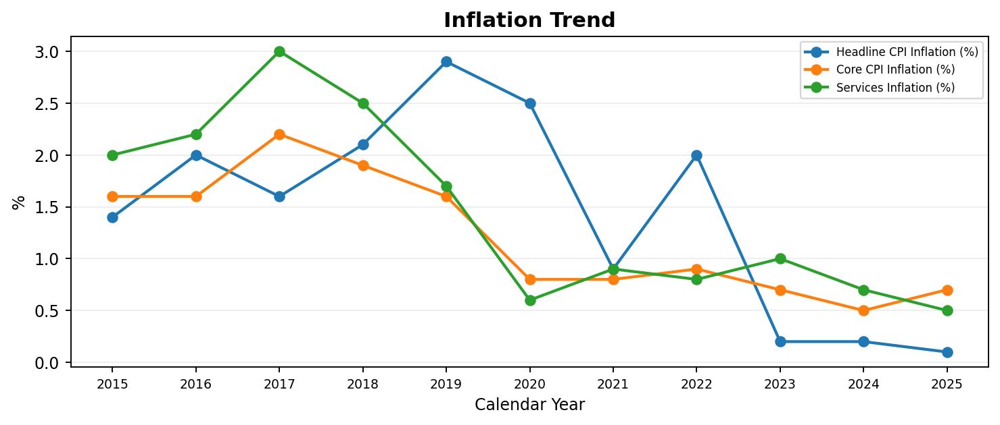 Inflation Trend
Headline CPI Inflation (%)
Core CPI Inflation (%)
Services Inflation (%)
%
3.0
2.5
2.0
1.5
1.0
0.5
0.0
2015 2016 2017 2018 2019 2020 2021 2022 2023 2024 2025
Calendar Year